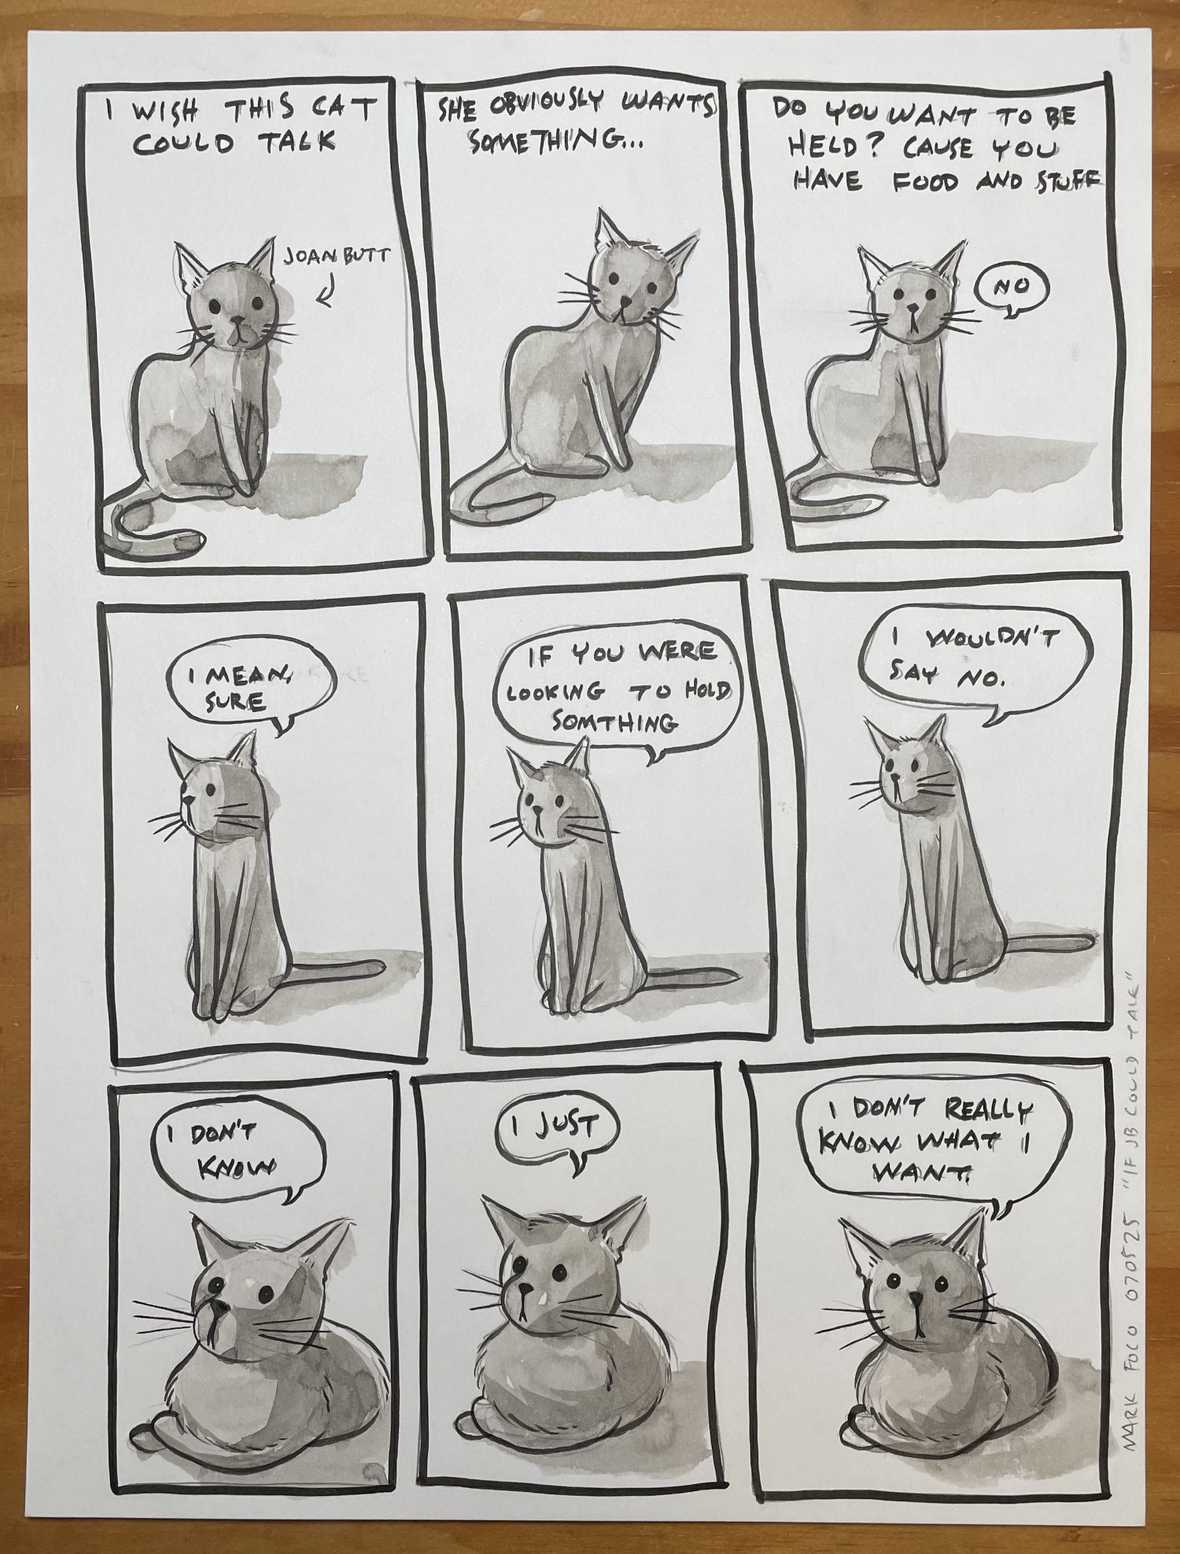 I WISH THIS CAT
COULD TALK
JOAN BUTT
SHE OBVIOUSLY WANTS
SOMETHING...
DO YOU WANT TO BE
HELD? CAUSE YOU
HAVE FOOD AND STUFF
NO
I MEAN,
SURE
IF YOU WERE
LOOKING TO HOLD
SOMTHING
I WOULDN'T
SAY NO.
I DON'T
KNOW
I JUST
I DON'T REALLY
KNOW WHAT I
WANT.
MARK FOCO 070525 "IF JB COULD TALK"